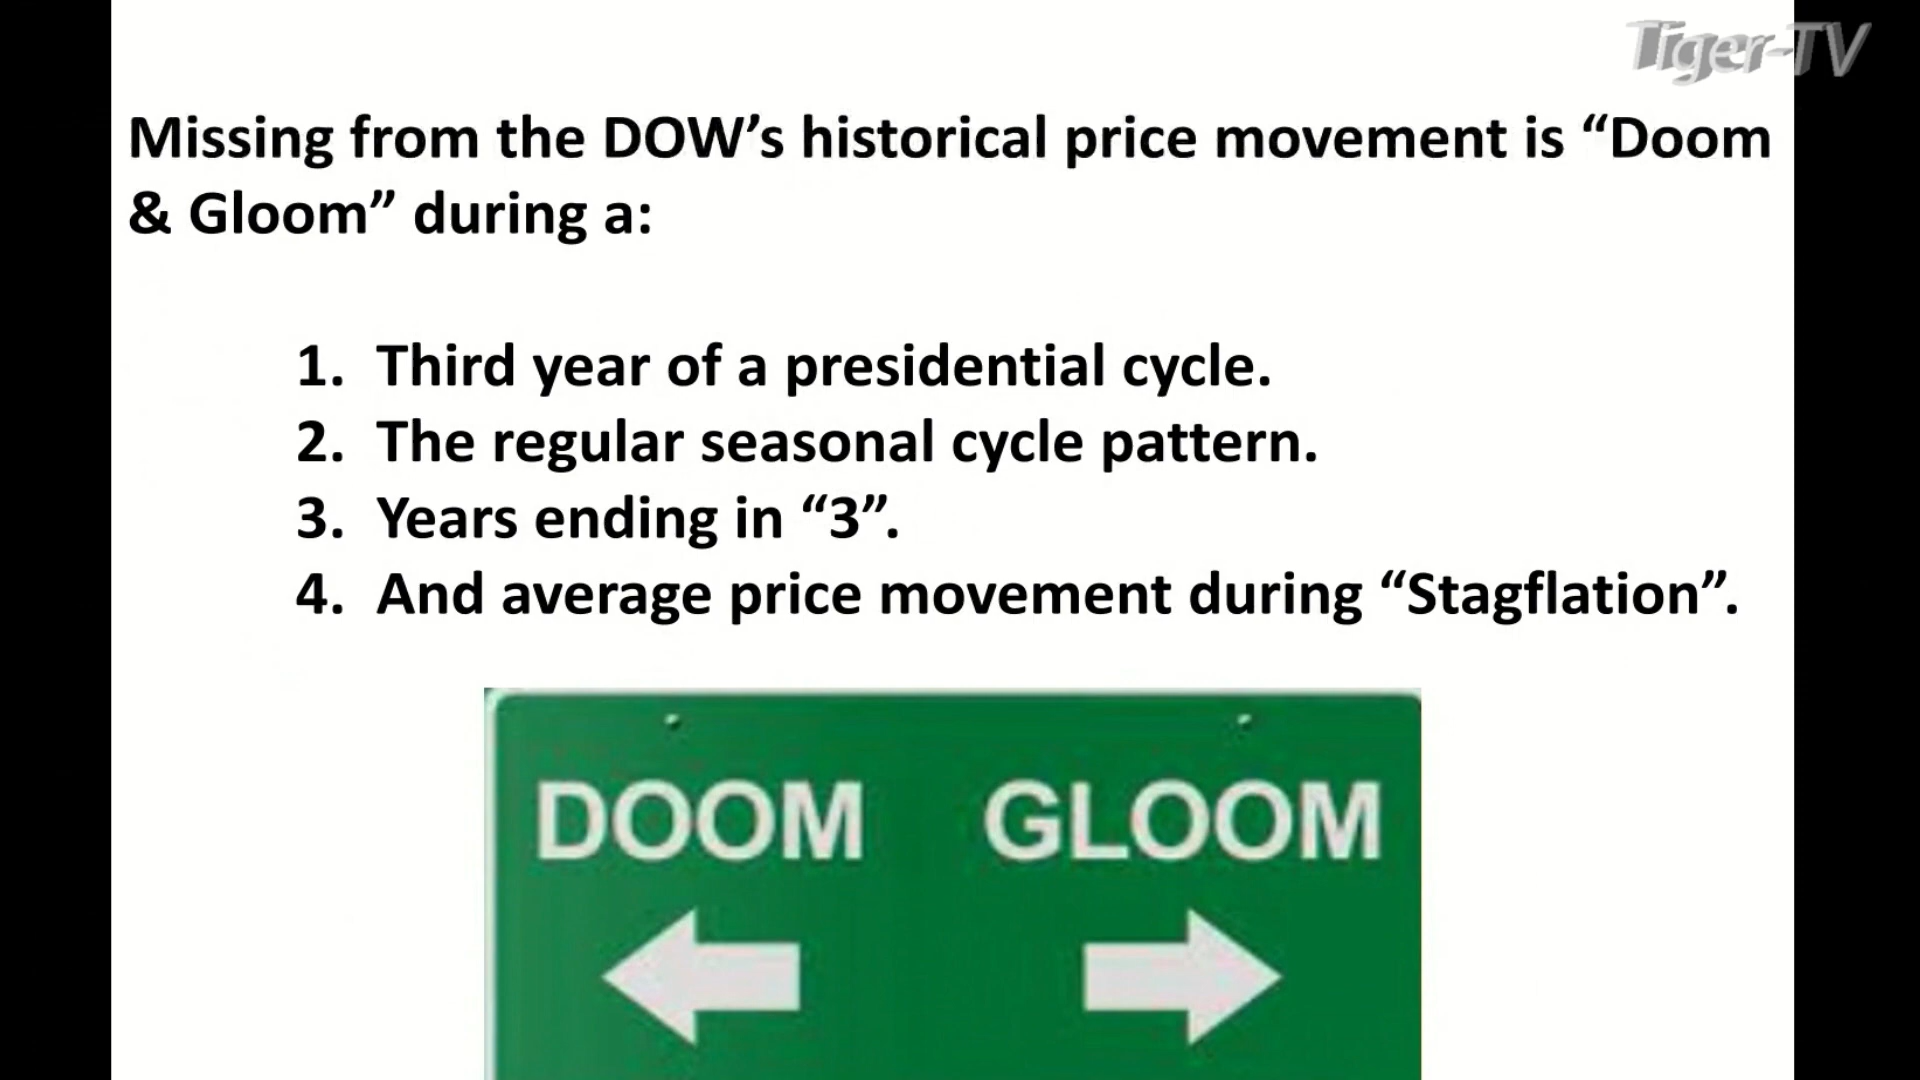 Tiger-TV
Missing from the DOW’s historical price movement is “Doom
& Gloom” during a:
1. Third year of a presidential cycle.
2. The regular seasonal cycle pattern.
3. Years ending in “3”.
4. And average price movement during “Stagflation”.
DOOM GLOOM